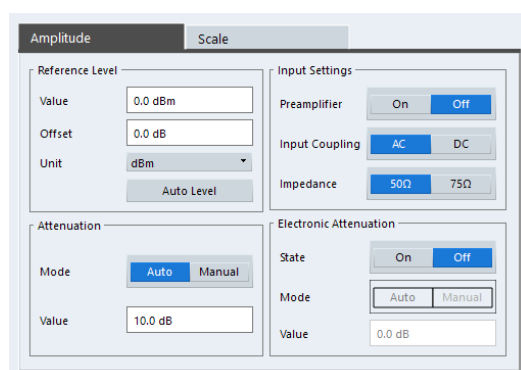 Amplitude
Scale
Reference Level
Value 0.0 dBm
Offset 0.0 dB
Unit dBm
Auto Level
Input Settings
Preamplifier On Off
Input Coupling AC DC
Impedance 50Ω 75Ω
Attenuation
Mode Auto Manual
Value 10.0 dB
Electronic Attenuation
State On Off
Mode Auto Manual
Value 0.0 dB